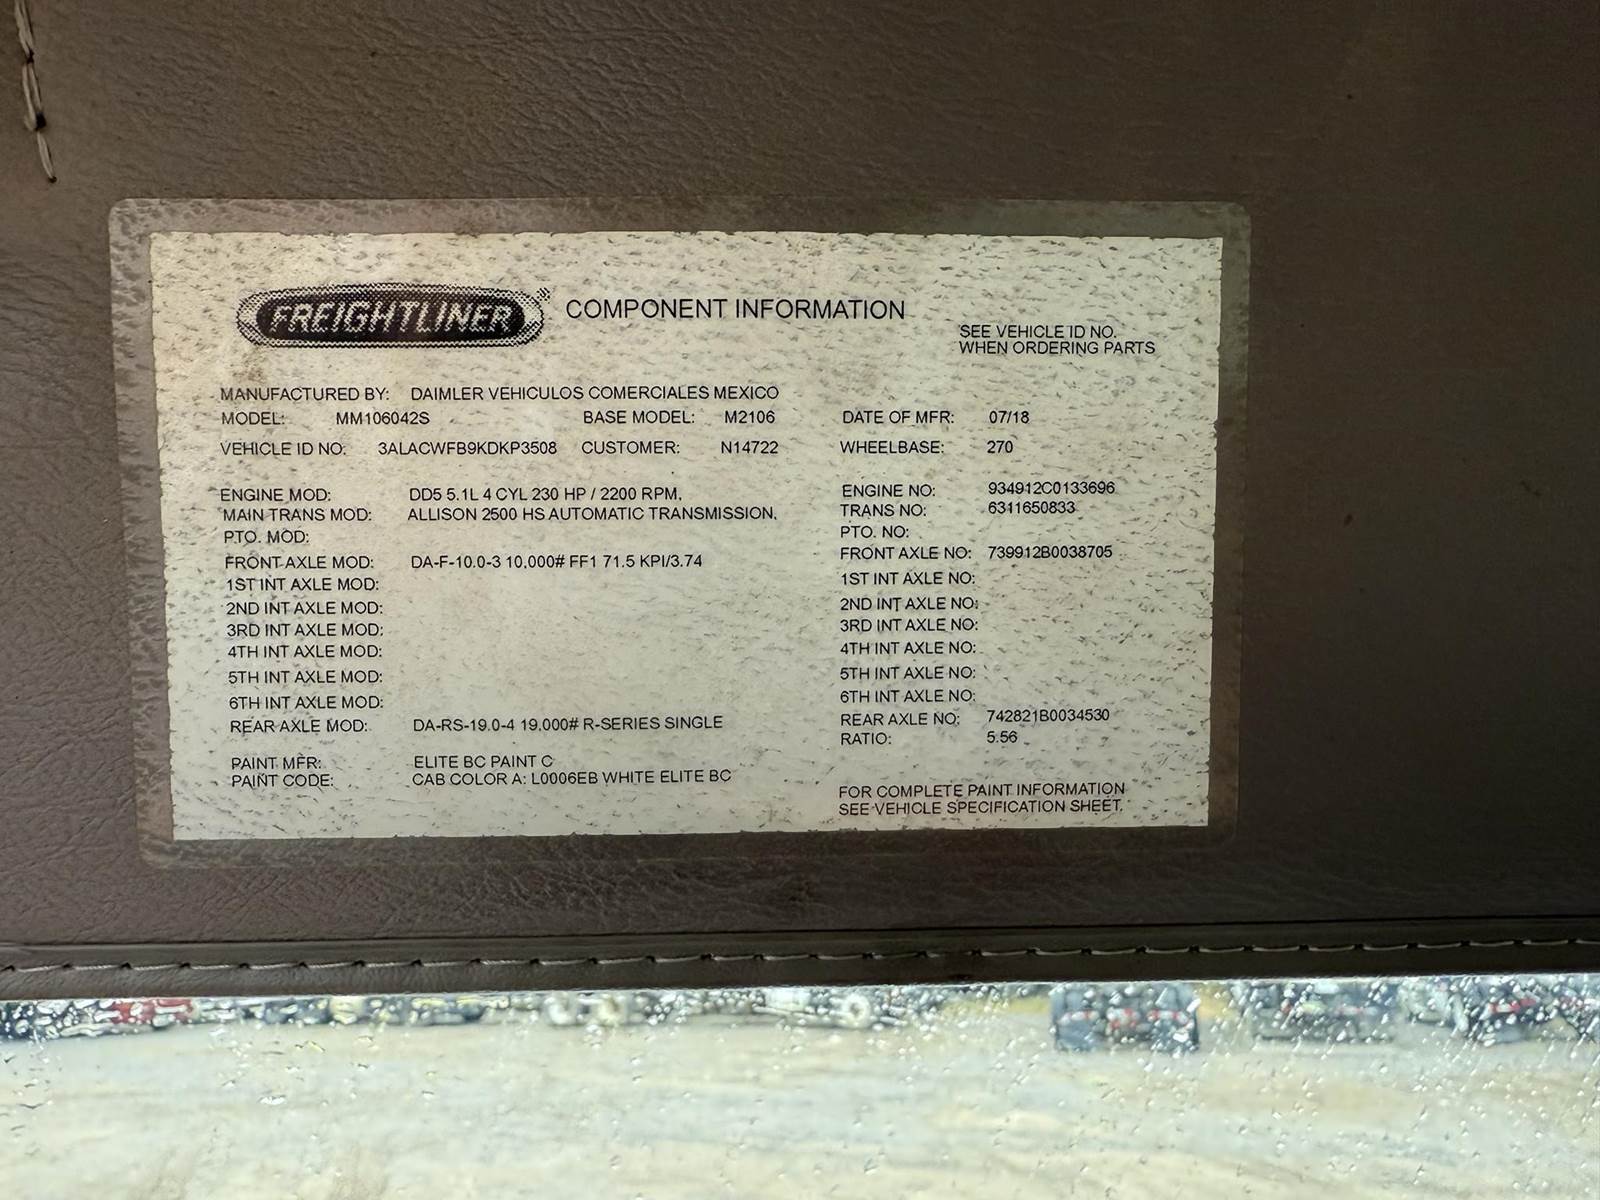 FREIGHTLINER® COMPONENT INFORMATION
SEE VEHICLE ID NO.
WHEN ORDERING PARTS
MANUFACTURED BY: DAIMLER VEHICULOS COMERCIALES MEXICO
MODEL: MM106042S BASE MODEL: M2106 DATE OF MFR: 07/18
VEHICLE ID NO: 3ALACWFB9KDKP3508 CUSTOMER: N14722 WHEELBASE: 270
ENGINE MOD: DD5 5.1L 4 CYL 230 HP / 2200 RPM, ENGINE NO: 934912C0133696
MAIN TRANS MOD: ALLISON 2500 HS AUTOMATIC TRANSMISSION, TRANS NO: 6311650833
PTO. MOD: PTO. NO:
FRONT AXLE MOD: DA-F-10.0-3 10,000# FF1 71.5 KPI/3.74 FRONT AXLE NO: 739912B0038705
1ST INT AXLE MOD: 1ST INT AXLE NO:
2ND INT AXLE MOD: 2ND INT AXLE NO:
3RD INT AXLE MOD: 3RD INT AXLE NO:
4TH INT AXLE MOD: 4TH INT AXLE NO:
5TH INT AXLE MOD: 5TH INT AXLE NO:
6TH INT AXLE MOD: 6TH INT AXLE NO:
REAR AXLE MOD: DA-RS-19.0-4 19,000# R-SERIES SINGLE REAR AXLE NO: 742821B0034530
RATIO: 5.56
PAINT MFR: ELITE BC PAINT C
PAINT CODE: CAB COLOR A: L0006EB WHITE ELITE BC
FOR COMPLETE PAINT INFORMATION
SEE VEHICLE SPECIFICATION SHEET.